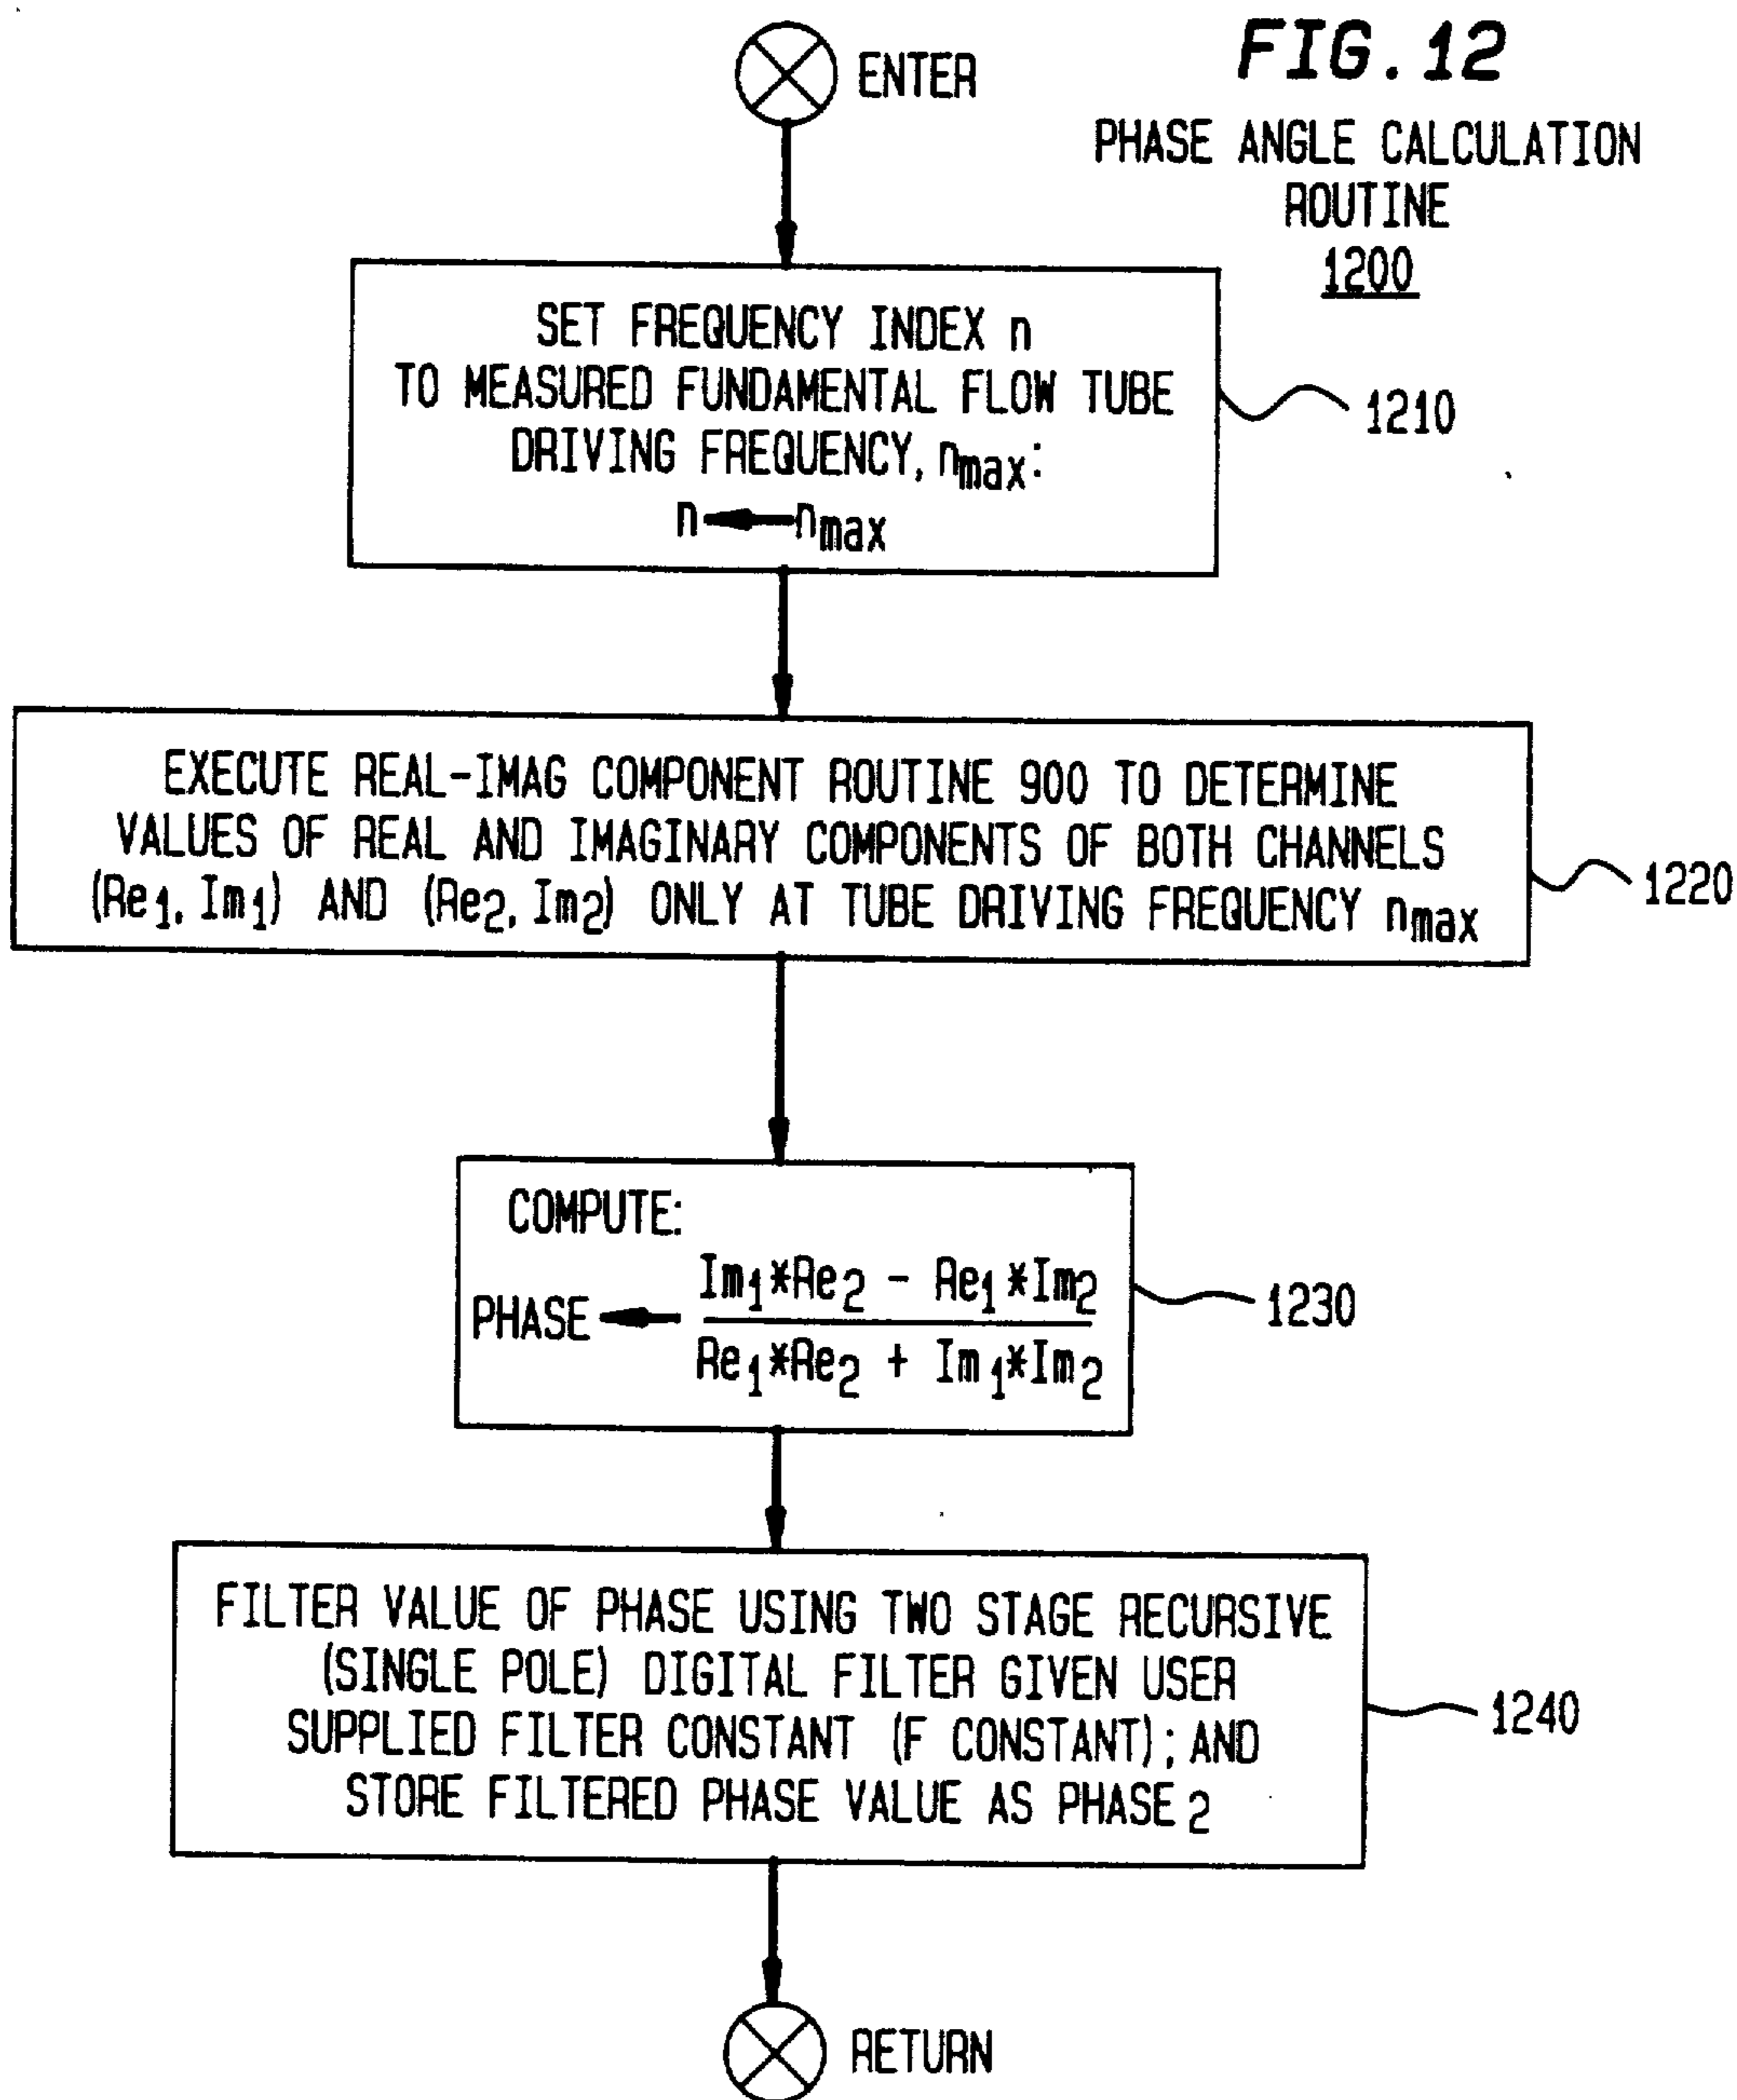 ENTER
FIG. 12
PHASE ANGLE CALCULATION
ROUTINE
1200
SET FREQUENCY INDEX n
TO MEASURED FUNDAMENTAL FLOW TUBE
DRIVING FREQUENCY, nmax:
n ← nmax
1210
EXECUTE REAL-IMAG COMPONENT ROUTINE 900 TO DETERMINE
VALUES OF REAL AND IMAGINARY COMPONENTS OF BOTH CHANNELS
(Re1, Im1) AND (Re2, Im2) ONLY AT TUBE DRIVING FREQUENCY nmax
1220
COMPUTE:
Im1*Re2 - Re1*Im2
PHASE ←
Re1*Re2 + Im1*Im2
1230
FILTER VALUE OF PHASE USING TWO STAGE RECURSIVE
(SINGLE POLE) DIGITAL FILTER GIVEN USER
SUPPLIED FILTER CONSTANT (F CONSTANT); AND
STORE FILTERED PHASE VALUE AS PHASE 2
1240
RETURN